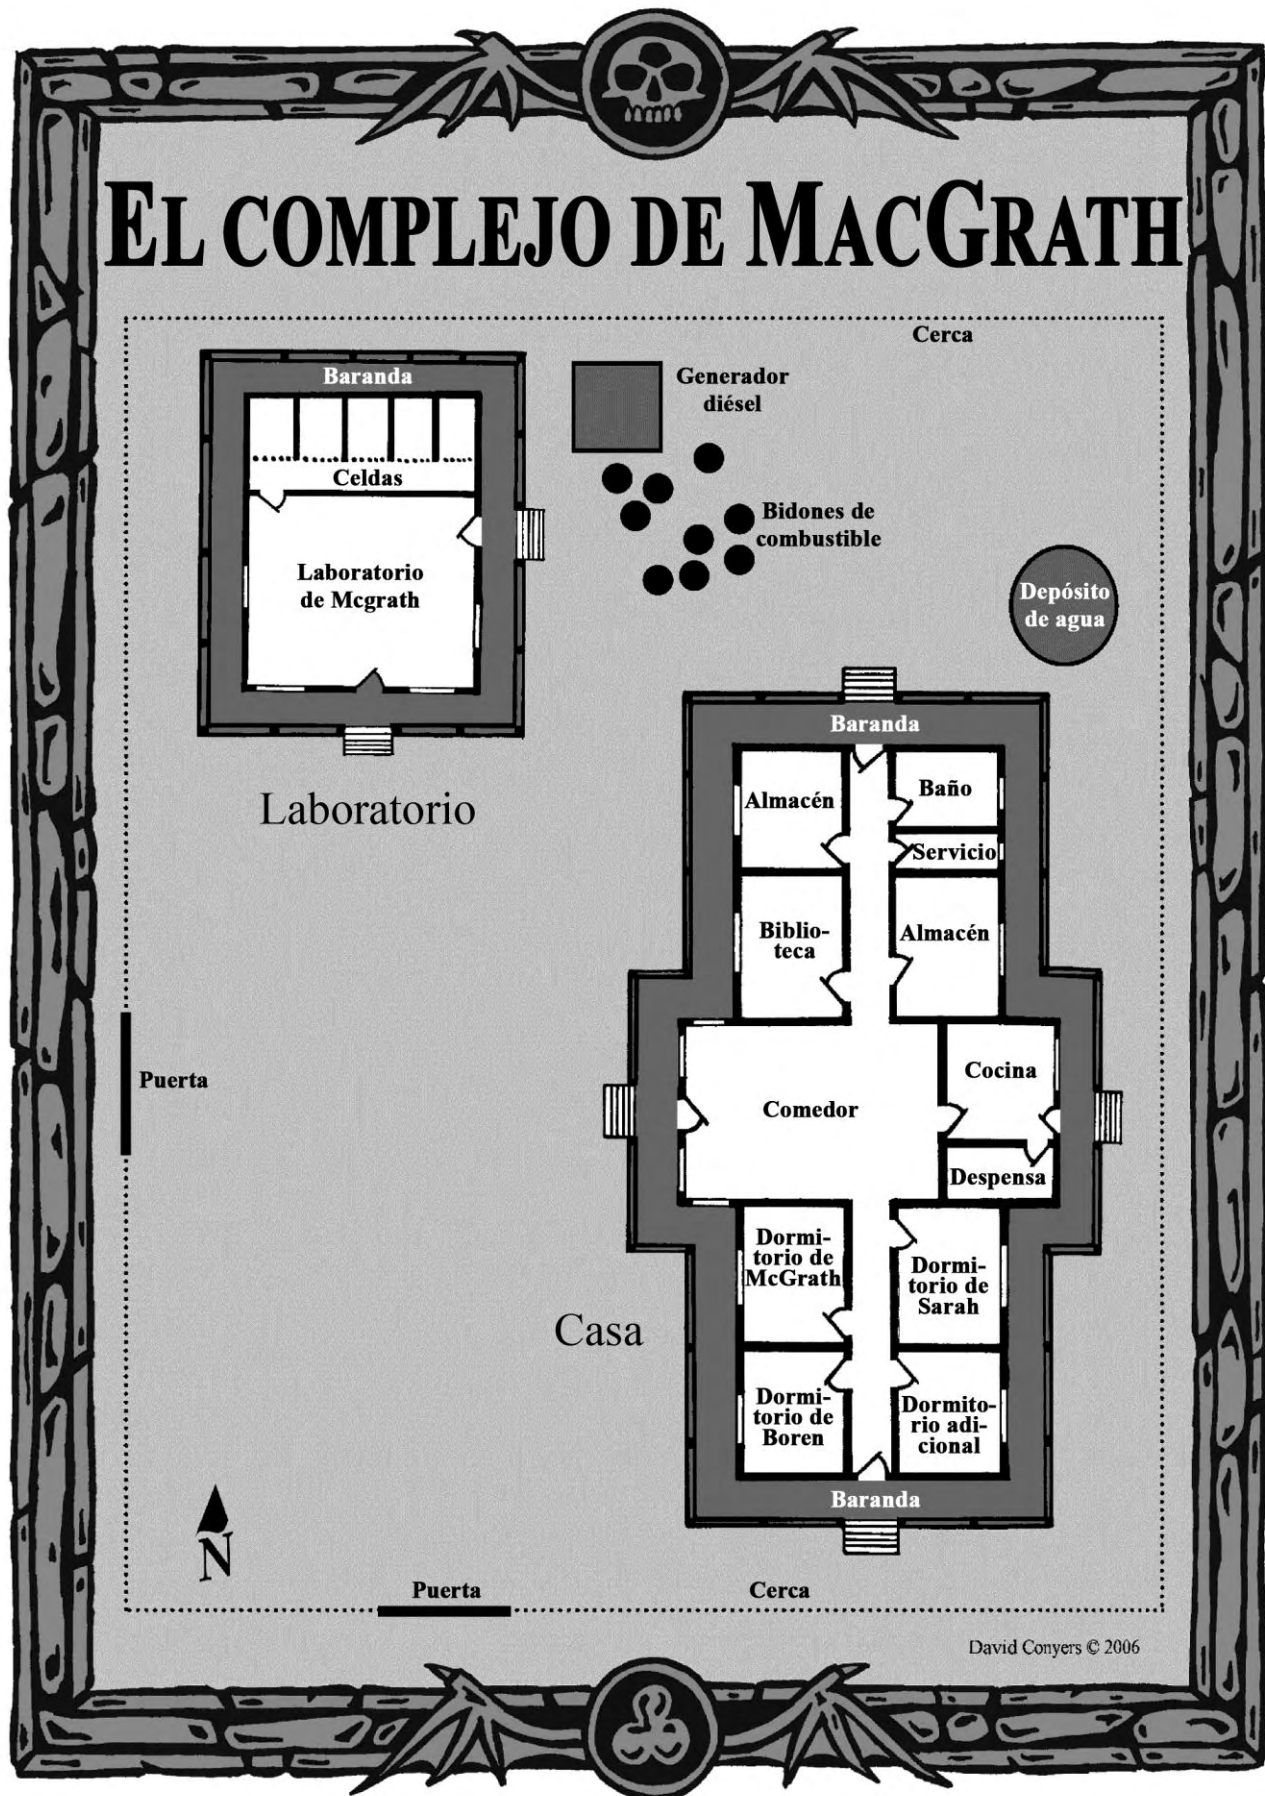 EL COMPLEJO DE MACGRATH
Cerca
Baranda
Generador
diésel
Celdas
Bidones de
combustible
Laboratorio
de Mcgrath
Depósito
de agua
Laboratorio
Baranda
Almacén
Baño
Servicio
Biblio-
teca
Almacén
Puerta
Comedor
Cocina
Despensa
Dormi-
torio de
McGrath
Dormi-
torio de
Sarah
Casa
Dormi-
torio de
Boren
Dormito-
rio adi-
cional
Baranda
N
Puerta
Cerca
David Conyers © 2006